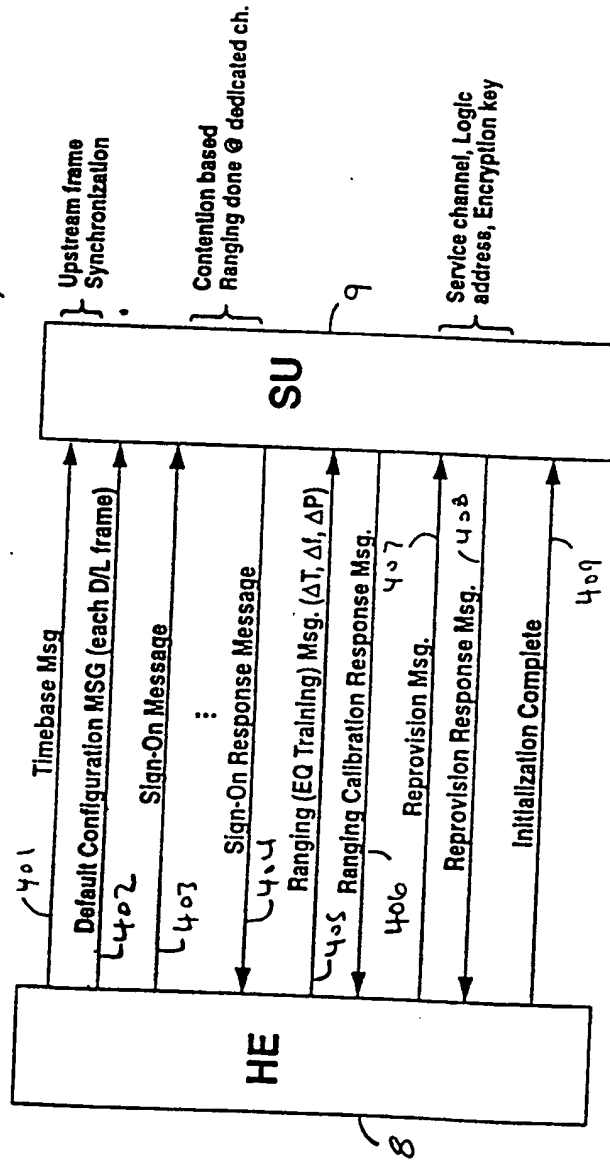 HE
8
SU
9
401
Timebase Msg
Default Configuration MSG (each D/L frame)
402
Sign-On Message
403
⋮
Sign-On Response Message
404
Ranging (EQ Training) Msg. (ΔT, Δf, ΔP)
405
Ranging Calibration Response Msg.
406
407
Reprovision Msg.
Reprovision Response Msg.
408
Initialization Complete
409
Upstream frame
Synchronization
Contention based
Ranging done @ dedicated ch.
Service channel, Logic
address, Encryption key